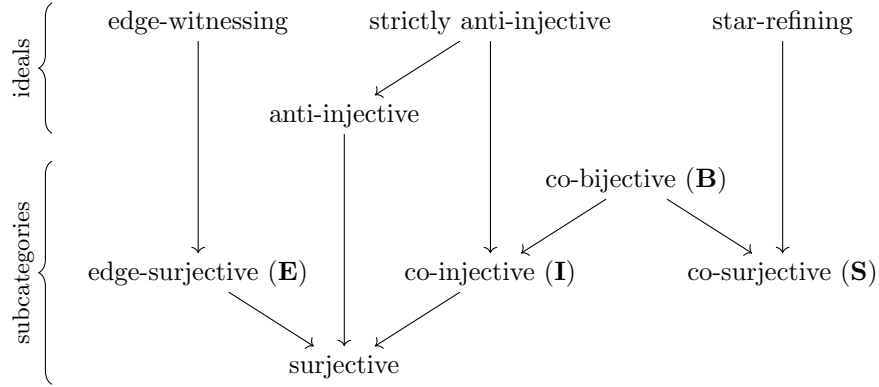 edge-witnessing strictly anti-injective star-refining
ideals
anti-injective
co-bijective (B)
subcategories
edge-surjective (E) co-injective (I) co-surjective (S)
surjective